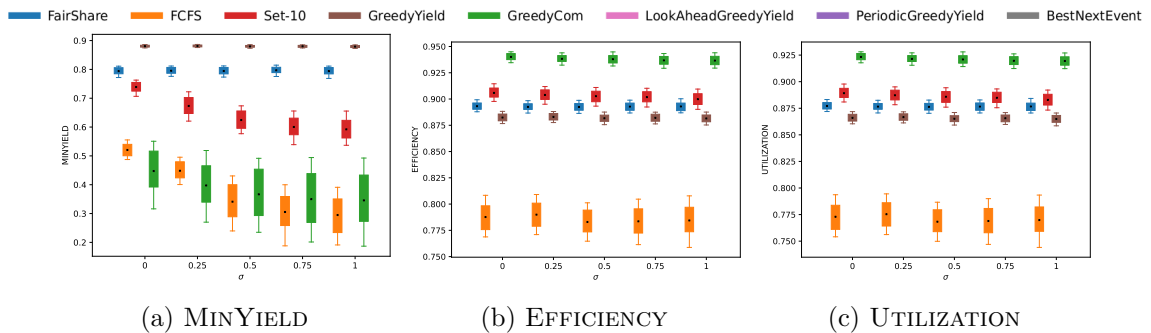 FairShare FCFS Set-10 GreedyYield GreedyCom LookAheadGreedyYield PeriodicGreedyYield BestNextEvent
MINYIELD
0.9
0.8
0.7
0.6
0.5
0.4
0.3
0.2
0 0.25 0.5 0.75 1
σ
(a) MINYIELD
EFFICIENCY
0.950
0.925
0.900
0.875
0.850
0.825
0.800
0.775
0.750
0 0.25 0.5 0.75 1
σ
(b) EFFICIENCY
UTILIZATION
0.925
0.900
0.875
0.850
0.825
0.800
0.775
0.750
0 0.25 0.5 0.75 1
σ
(c) UTILIZATION